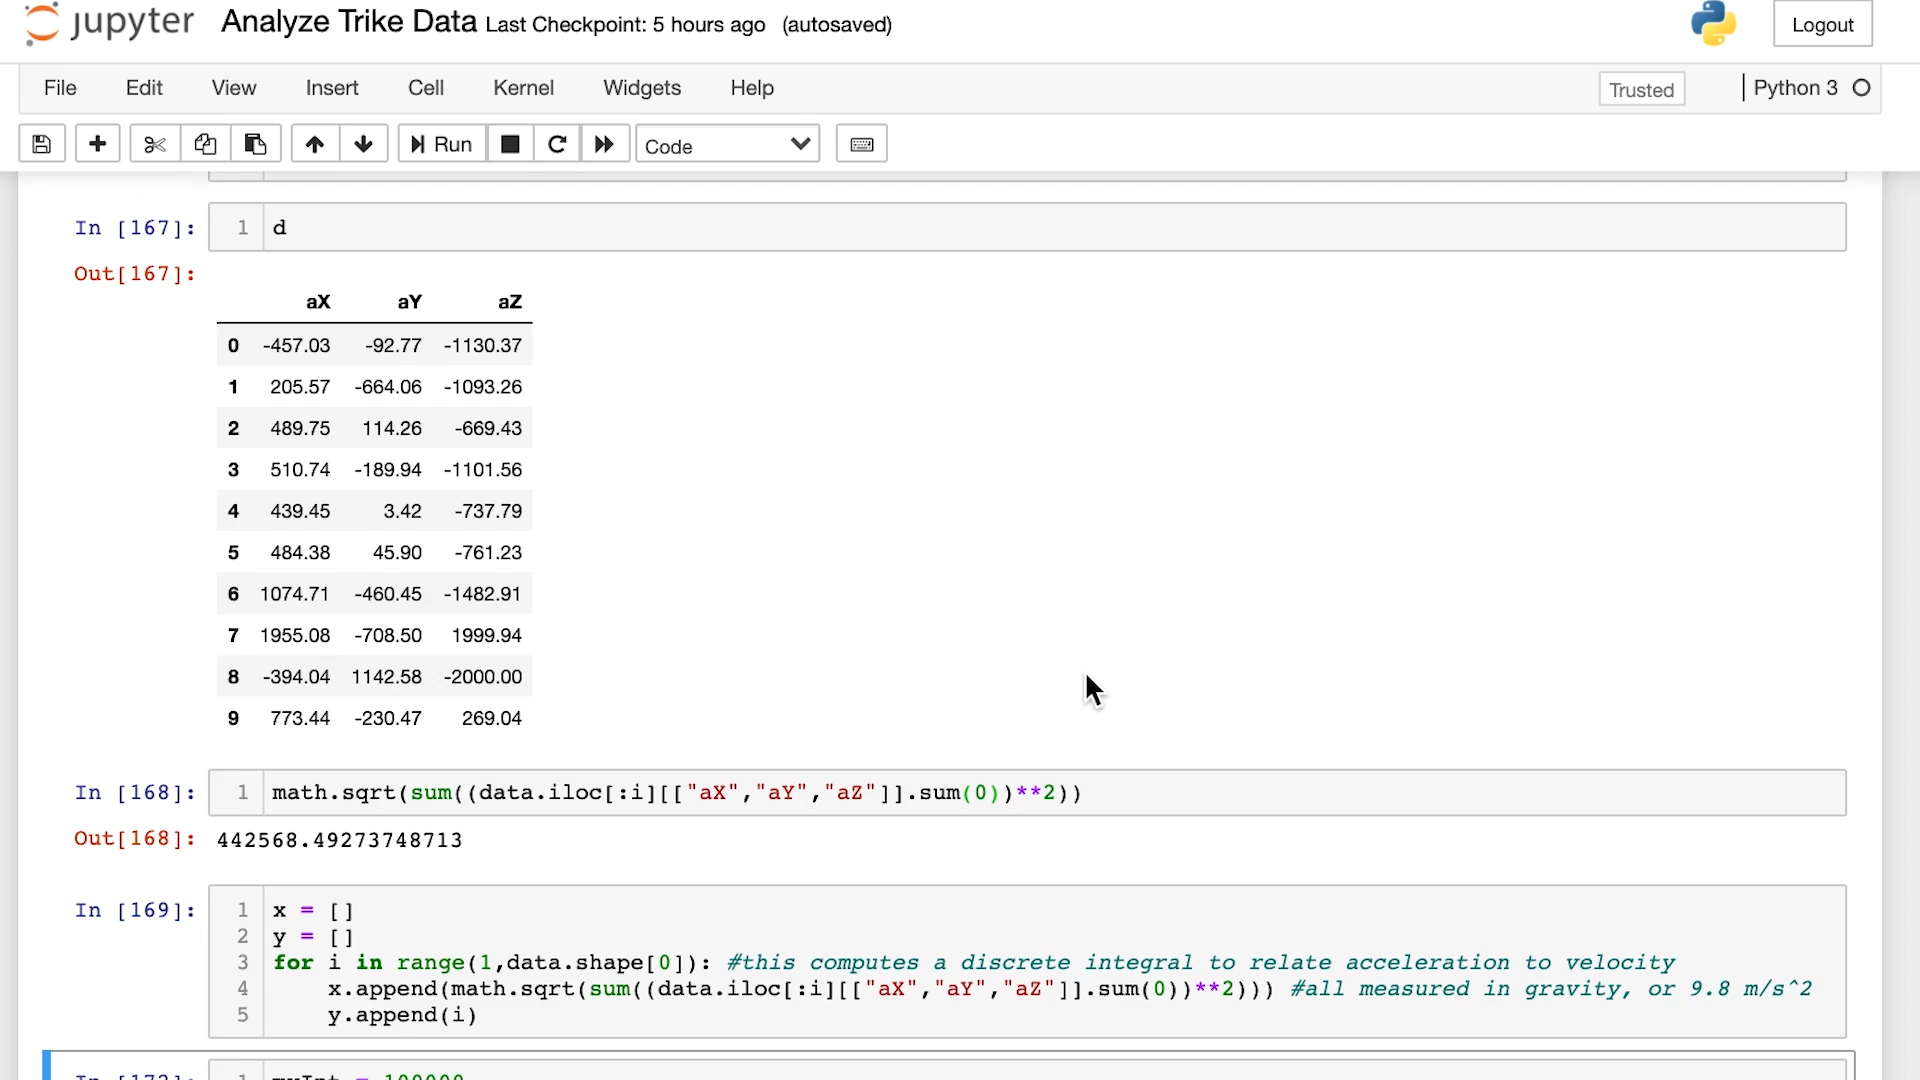 jupyter Analyze Trike Data Last Checkpoint: 5 hours ago (autosaved) Logout
File Edit View Insert Cell Kernel Widgets Help Trusted Python 3
Run Code
In [167]: 1 d
Out[167]:
aX aY aZ
0 -457.03 -92.77 -1130.37
1 205.57 -664.06 -1093.26
2 489.75 114.26 -669.43
3 510.74 -189.94 -1101.56
4 439.45 3.42 -737.79
5 484.38 45.90 -761.23
6 1074.71 -460.45 -1482.91
7 1955.08 -708.50 1999.94
8 -394.04 1142.58 -2000.00
9 773.44 -230.47 269.04
In [168]: 1 math.sqrt(sum((data.iloc[:i][["aX","aY","aZ"]].sum(0))**2))
Out[168]: 442568.49273748713
In [169]: 1 x = []
2 y = []
3 for i in range(1,data.shape[0]): #this computes a discrete integral to relate acceleration to velocity
4 x.append(math.sqrt(sum((data.iloc[:i][["aX","aY","aZ"]].sum(0))**2))) #all measured in gravity, or 9.8 m/s^2
5 y.append(i)